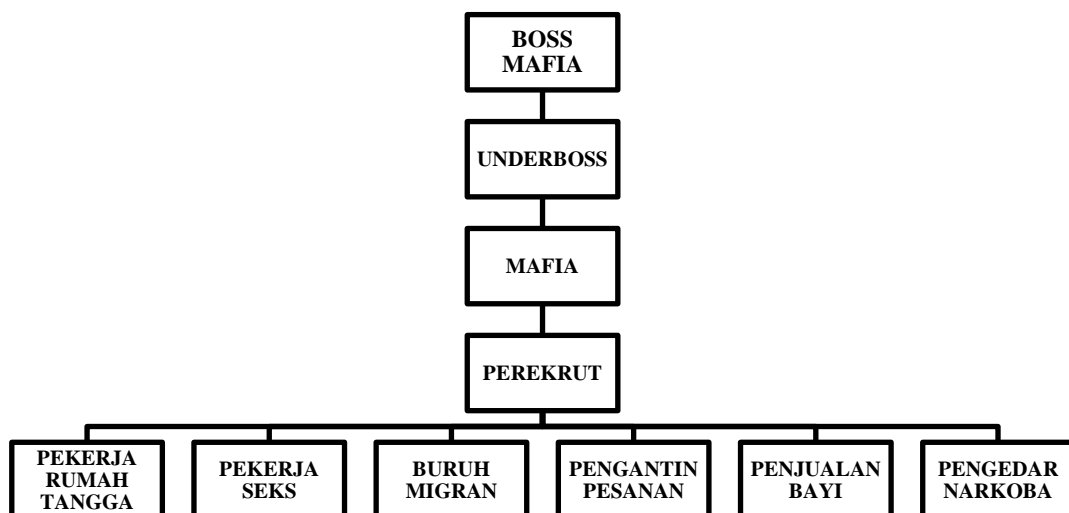 BOSS
MAFIA
UNDERBOSS
MAFIA
PEREKRUT
PEKERJA
RUMAH
TANGGA
PEKERJA
SEKS
BURUH
MIGRAN
PENGANTIN
PESANAN
PENJUALAN
BAYI
PENGEDAR
NARKOBA